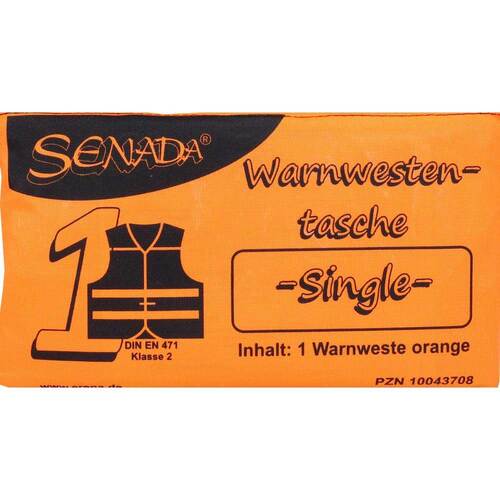 SENADA®
Warnwesten-
tasche
-Single-
1
DIN EN 471
Klasse 2
Inhalt: 1 Warnweste orange
PZN 10043708